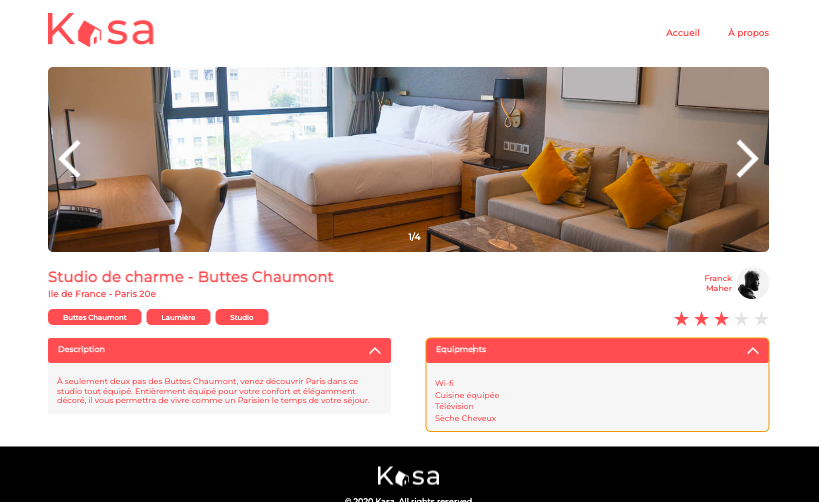 Kasa
Accueil
À propos
1/4
Studio de charme - Buttes Chaumont
Ile de France - Paris 20e
Franck
Maher
Buttes Chaumont
Laumière
Studio
Description
À seulement deux pas des Buttes Chaumont, venez découvrir Paris dans ce
studio tout équipé. Entièrement équipé pour votre confort et élégamment
décoré, il vous permettra de vivre comme un Parisien le temps de votre séjour.
Equipments
Wi-fi
Cuisine équipée
Télévision
Sèche Cheveux
Kasa
© 2020 Kasa. All rights reserved